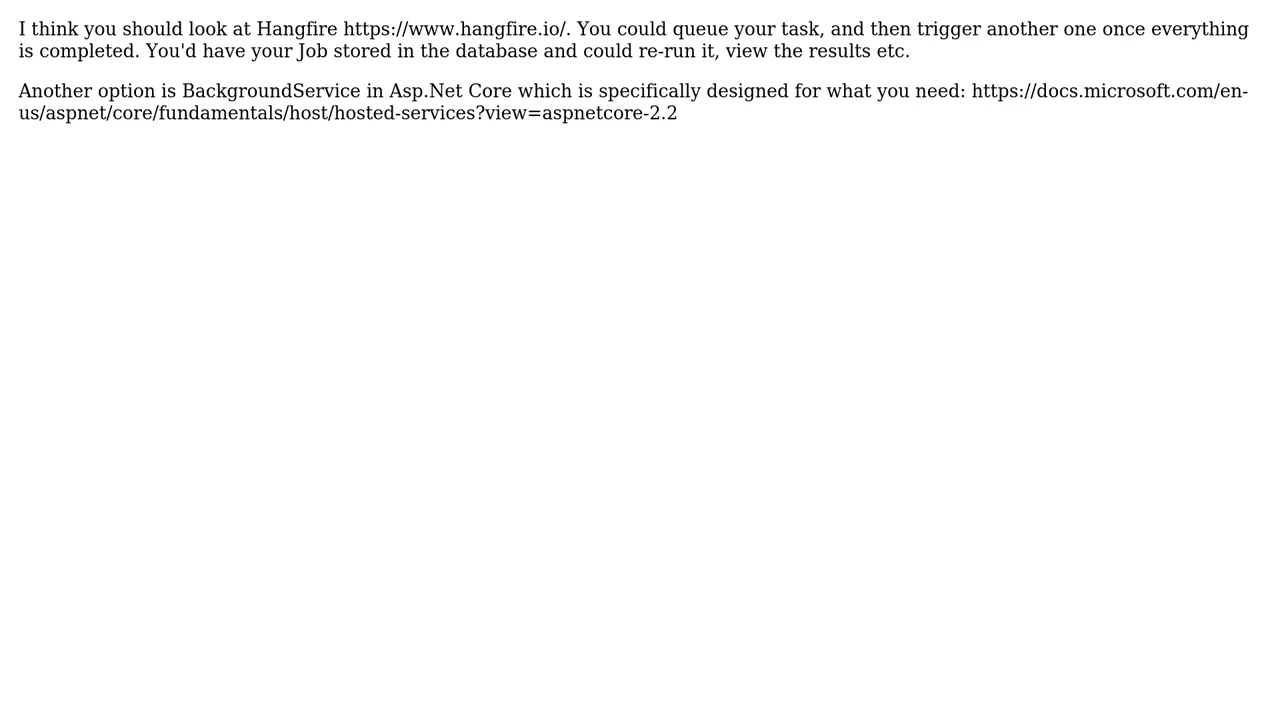 I think you should look at Hangfire https://www.hangfire.io/. You could queue your task, and then trigger another one once everything
is completed. You'd have your Job stored in the database and could re-run it, view the results etc.
Another option is BackgroundService in Asp.Net Core which is specifically designed for what you need: https://docs.microsoft.com/en-
us/aspnet/core/fundamentals/host/hosted-services?view=aspnetcore-2.2